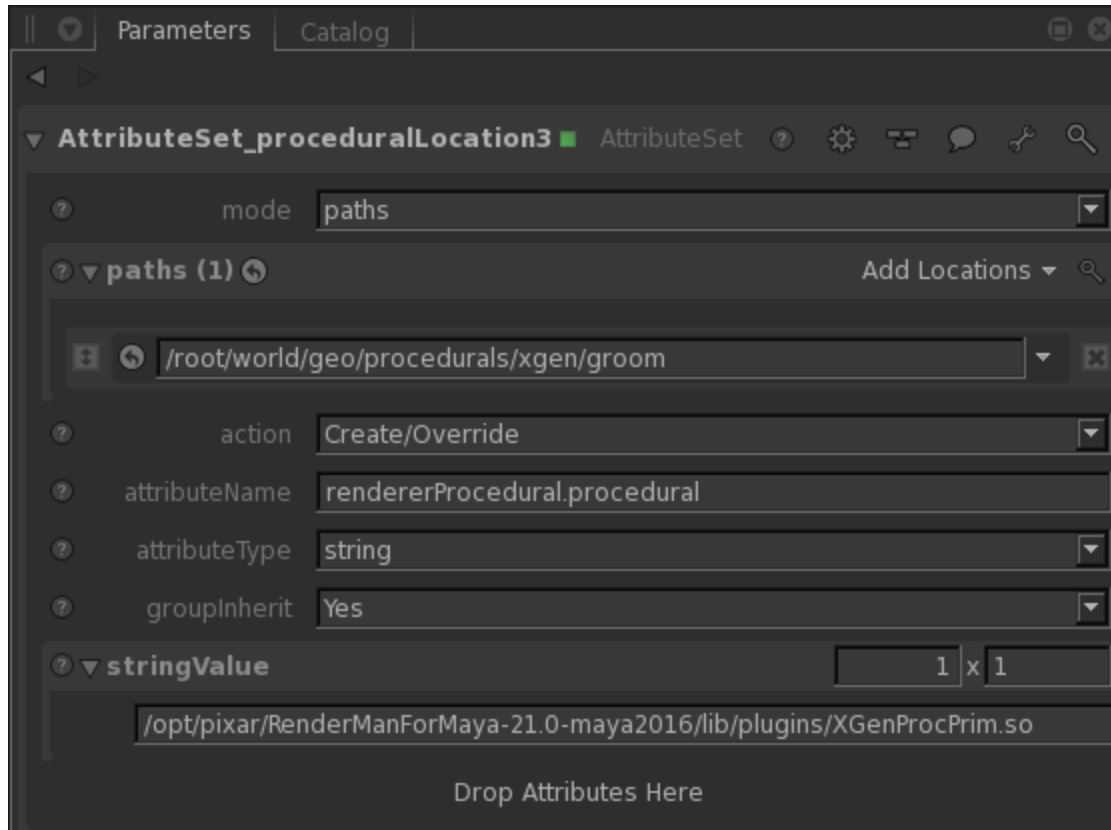 Parameters Catalog
AttributeSet_proceduralLocation3 AttributeSet
mode paths
paths (1) Add Locations
/root/world/geo/procedurals/xgen/groom
action Create/Override
attributeName rendererProcedural.procedural
attributeType string
groupInherit Yes
stringValue 1 x 1
/opt/pixar/RenderManForMaya-21.0-maya2016/lib/plugins/XGenProcPrim.so
Drop Attributes Here